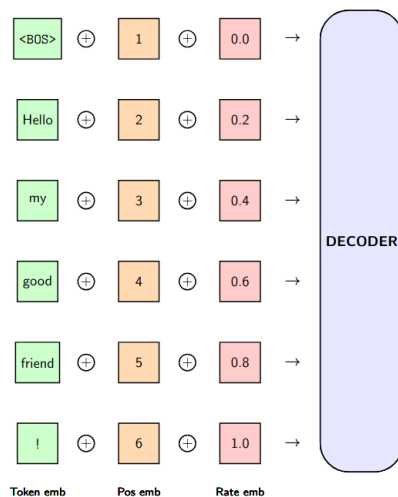 <BOS> ⊕ 1 ⊕ 0.0 →
Hello ⊕ 2 ⊕ 0.2 →
my ⊕ 3 ⊕ 0.4 →
DECODER
good ⊕ 4 ⊕ 0.6 →
friend ⊕ 5 ⊕ 0.8 →
! ⊕ 6 ⊕ 1.0 →
Token emb Pos emb Rate emb